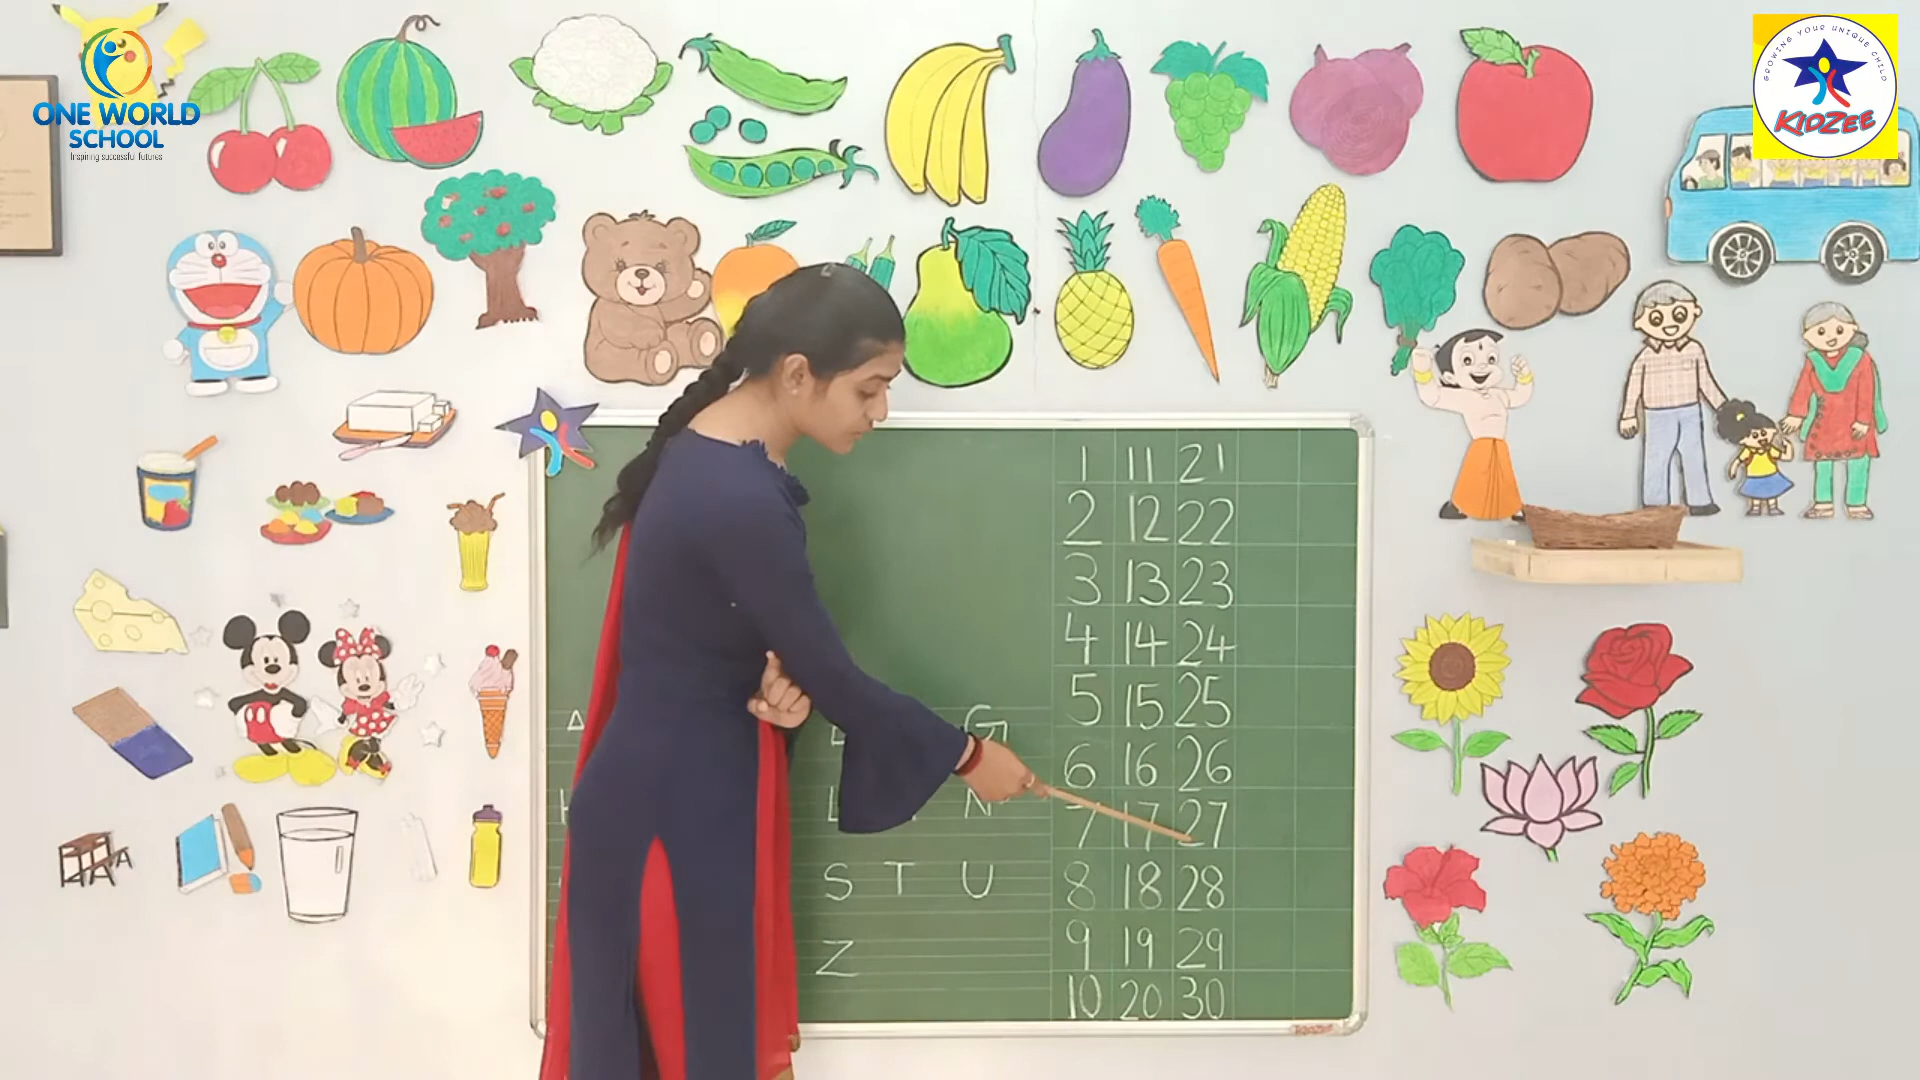 ONE WORLD
SCHOOL
Inspiring successful futures
GROWING YOUR UNIQUE CHILD
KIDZEE
1 11 21
2 12 22
3 13 23
4 14 24
5 15 25
6 16 26
7 17 27
8 18 28
9 19 29
10 20 30
A G
L N
S T U
Z
KIDZEE